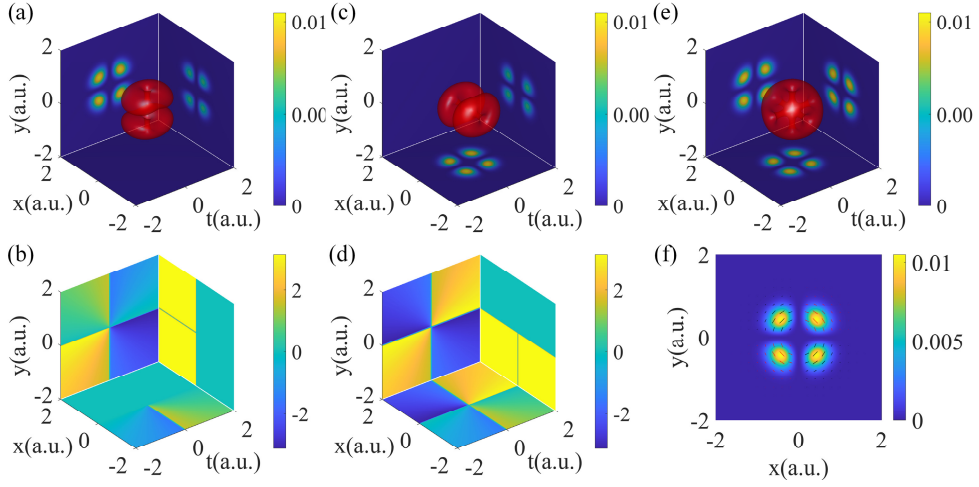 (a) (c) (e)
2 0.01 2 0.01 2 0.01
y(a.u.) 0 0.00 y(a.u.) 0 0.00 y(a.u.) 0 0.00
-2 -2 -2
2 2 2 2 2 2
x(a.u.) 0 0 x(a.u.) 0 0 x(a.u.) 0 0
-2 -2 t(a.u.) 0 -2 -2 t(a.u.) 0 -2 -2 t(a.u.) 0
(b) (d) (f)
2 2 2 2 2 0.01
y(a.u.) 0 0 y(a.u.) 0 0 y(a.u.) 0 0.005
-2 -2 -2 -2 -2 0
2 2 2 2 -2 0 2
x(a.u.) 0 0 x(a.u.) 0 0 x(a.u.)
-2 -2 t(a.u.) -2 -2 t(a.u.)